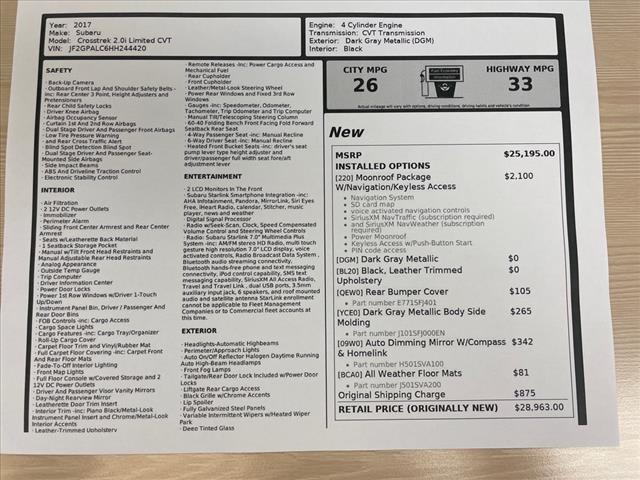 Year: 2017
Make: Subaru
Model: Crosstrek 2.0i Limited CVT
VIN: JF2GPALC6HH244420
Engine: 4 Cylinder Engine
Transmission: CVT Transmission
Exterior: Dark Gray Metallic (DGM)
Interior: Black
SAFETY
· Back-Up Camera
· Outboard Front Lap And Shoulder Safety Belts -
inc: Rear Center 3 Point, Height Adjusters and
Pretensioners
· Rear Child Safety Locks
· Driver Knee Airbag
· Airbag Occupancy Sensor
· Curtain 1st And 2nd Row Airbags
· Dual Stage Driver And Passenger Front Airbags
· Low Tire Pressure Warning
· and Rear Cross Traffic Alert
· Blind Spot Detection Blind Spot
· Dual Stage Driver And Passenger Seat-
Mounted Side Airbags
· Side Impact Beams
· ABS And Driveline Traction Control
· Electronic Stability Control
INTERIOR
· Air Filtration
· 2 12V DC Power Outlets
· Immobilizer
· Perimeter Alarm
· Sliding Front Center Armrest and Rear Center
Armrest
· Seats w/Leatherette Back Material
· 1 Seatback Storage Pocket
· Manual w/Tilt Front Head Restraints and
Manual Adjustable Rear Head Restraints
· Analog Appearance
· Outside Temp Gauge
· Trip Computer
· Driver Information Center
· Power Door Locks
· Power 1st Row Windows w/Driver 1-Touch
Up/Down
· Instrument Panel Bin, Driver / Passenger And
Rear Door Bins
· FOB Controls -inc: Cargo Access
· Cargo Space Lights
· Cargo Features -inc: Cargo Tray/Organizer
· Roll-Up Cargo Cover
· Carpet Floor Trim and Vinyl/Rubber Mat
· Full Carpet Floor Covering -inc: Carpet Front
And Rear Floor Mats
· Fade-To-Off Interior Lighting
· Front Map Lights
· Full Floor Console w/Covered Storage and 2
12V DC Power Outlets
· Driver And Passenger Visor Vanity Mirrors
· Day-Night Rearview Mirror
· Leatherette Door Trim Insert
· Interior Trim -inc: Piano Black/Metal-Look
Instrument Panel Insert and Chrome/Metal-Look
Interior Accents
· Leather-Trimmed Upholstery
· Remote Releases -Inc: Power Cargo Access and
Mechanical Fuel
· Rear Cupholder
· Front Cupholder
· Leather/Metal-Look Steering Wheel
· Power Rear Windows and Fixed 3rd Row
Windows
· Gauges -inc: Speedometer, Odometer,
Tachometer, Trip Odometer and Trip Computer
· Manual Tilt/Telescoping Steering Column
· 60-40 Folding Bench Front Facing Fold Forward
Seatback Rear Seat
· 4-Way Passenger Seat -inc: Manual Recline
· 6-Way Driver Seat -inc: Manual Recline
· Heated Front Bucket Seats -inc: driver's seat
pump lever type height adjuster and
driver/passenger full width seat fore/aft
adjustment lever
ENTERTAINMENT
· 2 LCD Monitors In The Front
· Subaru Starlink Smartphone Integration -inc:
AHA Infotainment, Pandora, MirrorLink, Siri Eyes
Free, iHeart Radio, calendar, Stitcher, music
player, news and weather
· Digital Signal Processor
· Radio w/Seek-Scan, Clock, Speed Compensated
Volume Control and Steering Wheel Controls
· Radio: Subaru Starlink 7.0" Multimedia Plus
System -inc: AM/FM stereo HD Radio, multi touch
gesture high resolution 7.0" LCD display, voice
activated controls, Radio Broadcast Data System ,
Bluetooth audio streaming connectivity,
Bluetooth hands-free phone and text messaging
connectivity, iPod control capability, SMS text
messaging capability, SiriusXM All Access Radio,
Travel and Travel Link , dual USB ports, 3.5mm
auxiliary input jack, 6 speakers, and roof mounted
audio and satellite antenna StarLink enrollment
cannot be applicable to Fleet Management
Companies or to Commercial fleet accounts at
this time.
EXTERIOR
· Headlights-Automatic Highbeams
· Perimeter/Approach Lights
· Auto On/Off Reflector Halogen Daytime Running
Auto High-Beam Headlamps
· Front Fog Lamps
· Tailgate/Rear Door Lock Included w/Power Door
Locks
· Liftgate Rear Cargo Access
· Black Grille w/Chrome Accents
· Lip Spoiler
· Fully Galvanized Steel Panels
· Variable Intermittent Wipers w/Heated Wiper
Park
· Deep Tinted Glass
CITY MPG
26
HIGHWAY MPG
33
Actual mileage will vary with options, driving conditions, driving habits and vehicle's condition
New
MSRP $25,195.00
INSTALLED OPTIONS
[220] Moonroof Package $2,100
W/Navigation/Keyless Access
• Navigation System
• SD card map
• voice activated navigation controls
• SiriusXM NavTraffic (subscription required)
• and SiriusXM NavWeather (subscription
required)
• Power Moonroof
• Keyless Access w/Push-Button Start
• PIN code access
[DGM] Dark Gray Metallic $0
[BL20] Black, Leather Trimmed $0
Upholstery
[QEW0] Rear Bumper Cover $105
• Part number E771SFJ401
[YCE0] Dark Gray Metallic Body Side $265
Molding
• Part number J101SFJ000EN
[09W0] Auto Dimming Mirror W/Compass $342
& Homelink
• Part number H501SVA100
[BCA0] All Weather Floor Mats $81
• Part number J501SVA200
Original Shipping Charge $875
RETAIL PRICE (ORIGINALLY NEW) $28,963.00